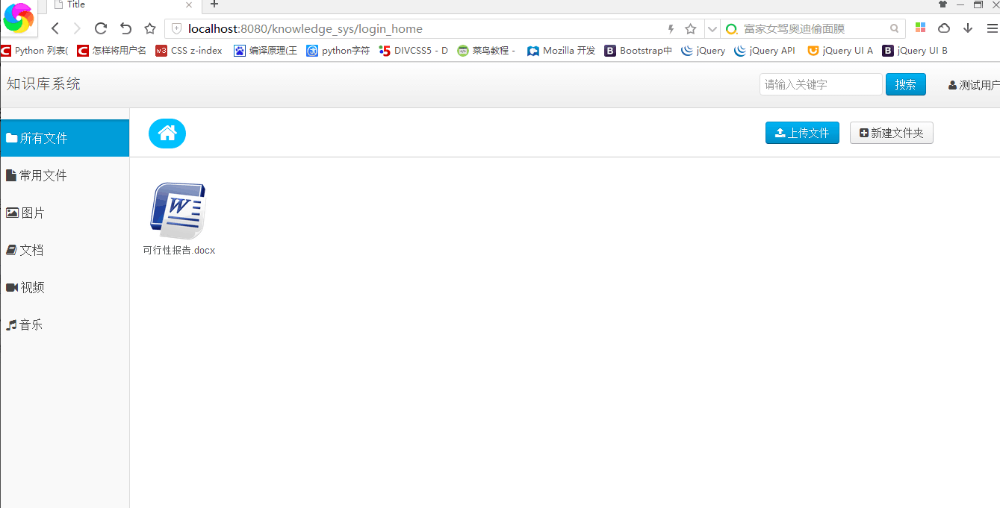 Title
localhost:8080/knowledge_sys/login_home
富家女驾奥迪偷面膜
Python 列表( 怎样将用户名 w3 CSS z-index 编译原理(王 python字符 DIVCSS5 - D 菜鸟教程 - Mozilla 开发 B Bootstrap中 jQuery jQuery API jQuery UI A B jQuery UI B
知识库系统
请输入关键字 搜索 测试用户
所有文件
上传文件 新建文件夹
常用文件
图片
文档
视频
音乐
W
可行性报告.docx